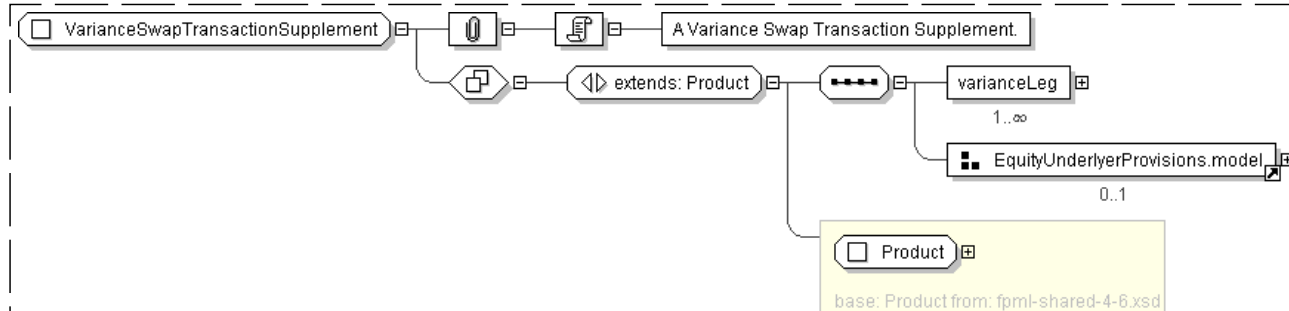 VarianceSwapTransactionSupplement
A Variance Swap Transaction Supplement.
extends: Product
varianceLeg
1..∞
EquityUnderlyerProvisions.model
0..1
Product
base: Product from: fpml-shared-4-6.xsd